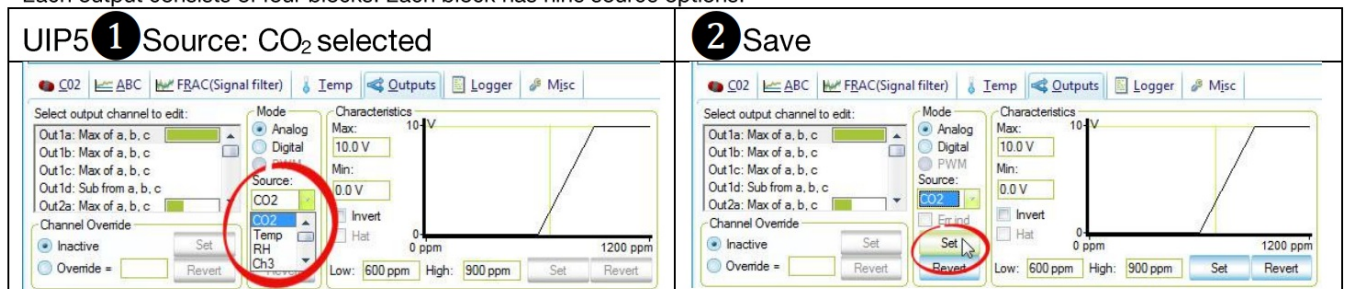 Each output consists of four blocks. Each block has nine source options.
UIP5 1 Source: CO₂ selected
2 Save
CO2 ABC FRAC(Signal filter) Temp Outputs Logger Misc
Select output channel to edit:
Out1a: Max of a, b, c
Out1b: Max of a, b, c
Out1c: Max of a, b, c
Out1d: Sub from a, b, c
Out2a: Max of a, b, c
Channel Override
Inactive
Set
Override =
Revert
Mode
Analog
Digital
Source:
CO2
CO2
Temp
RH
Ch3
Characteristics
Max:
10.0 V
Min:
0.0 V
Invert
Hat
10 V
0
0 ppm
1200 ppm
Low: 600 ppm High: 900 ppm Set Revert
CO2 ABC FRAC(Signal filter) Temp Outputs Logger Misc
Select output channel to edit:
Out1a: Max of a, b, c
Out1b: Max of a, b, c
Out1c: Max of a, b, c
Out1d: Sub from a, b, c
Out2a: Max of a, b, c
Channel Override
Inactive
Set
Override =
Revert
Mode
Analog
Digital
PWM
Source:
CO2
Err.ind
Set
Revert
Characteristics
Max:
10.0 V
Min:
0.0 V
Invert
Hat
10 V
0
0 ppm
1200 ppm
Low: 600 ppm High: 900 ppm Set Revert